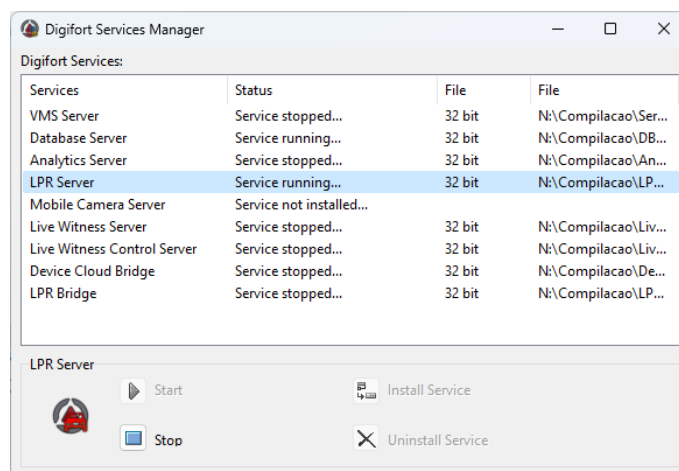 Digifort Services Manager
Digifort Services:
Services Status File File
VMS Server Service stopped... 32 bit N:\Compilacao\Ser...
Database Server Service running... 32 bit N:\Compilacao\DB...
Analytics Server Service stopped... 32 bit N:\Compilacao\An...
LPR Server Service running... 32 bit N:\Compilacao\LP...
Mobile Camera Server Service not installed...
Live Witness Server Service stopped... 32 bit N:\Compilacao\Liv...
Live Witness Control Server Service stopped... 32 bit N:\Compilacao\Liv...
Device Cloud Bridge Service stopped... 32 bit N:\Compilacao\De...
LPR Bridge Service stopped... 32 bit N:\Compilacao\LP...
LPR Server
Start Install Service
Stop Uninstall Service